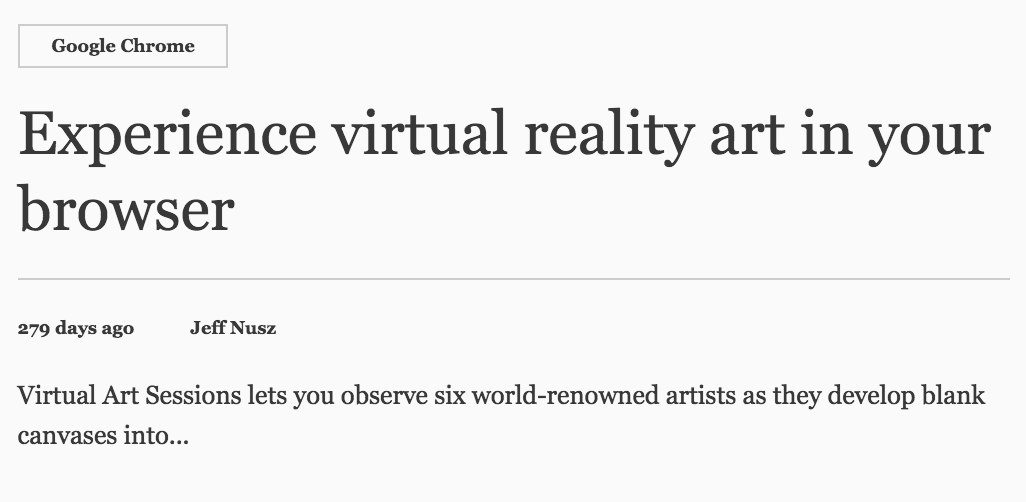 Google Chrome
Experience virtual reality art in your
browser
279 days ago Jeff Nusz
Virtual Art Sessions lets you observe six world-renowned artists as they develop blank
canvases into...